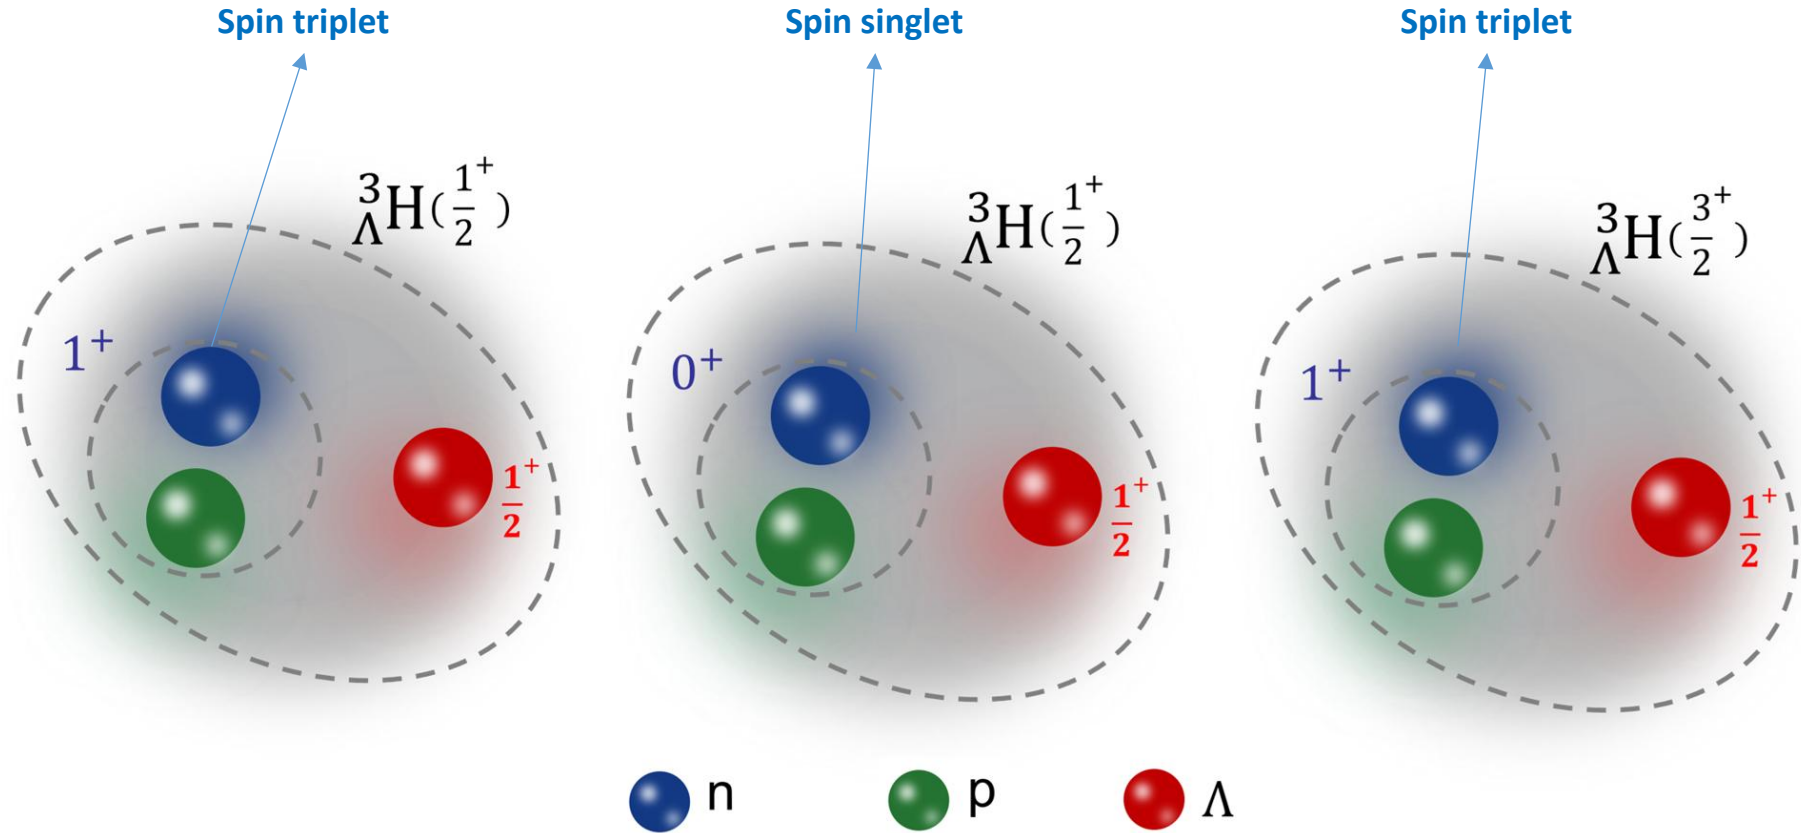 Spin triplet
Spin singlet
Spin triplet
³ΛH(1/2⁺)
³ΛH(1/2⁺)
³ΛH(3/2⁺)
1⁺
0⁺
1⁺
1/2⁺
1/2⁺
1/2⁺
n
p
Λ